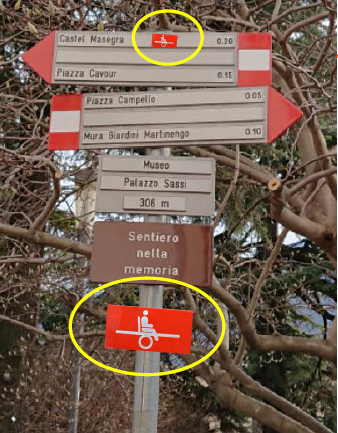 Castel Masegra 0.20
Piazza Cavour 0.15
Piazza Campello 0.05
Mura Giardini Martinengo 0.10
Museo
Palazzo Sassi
306 m
Sentiero
nella
memoria